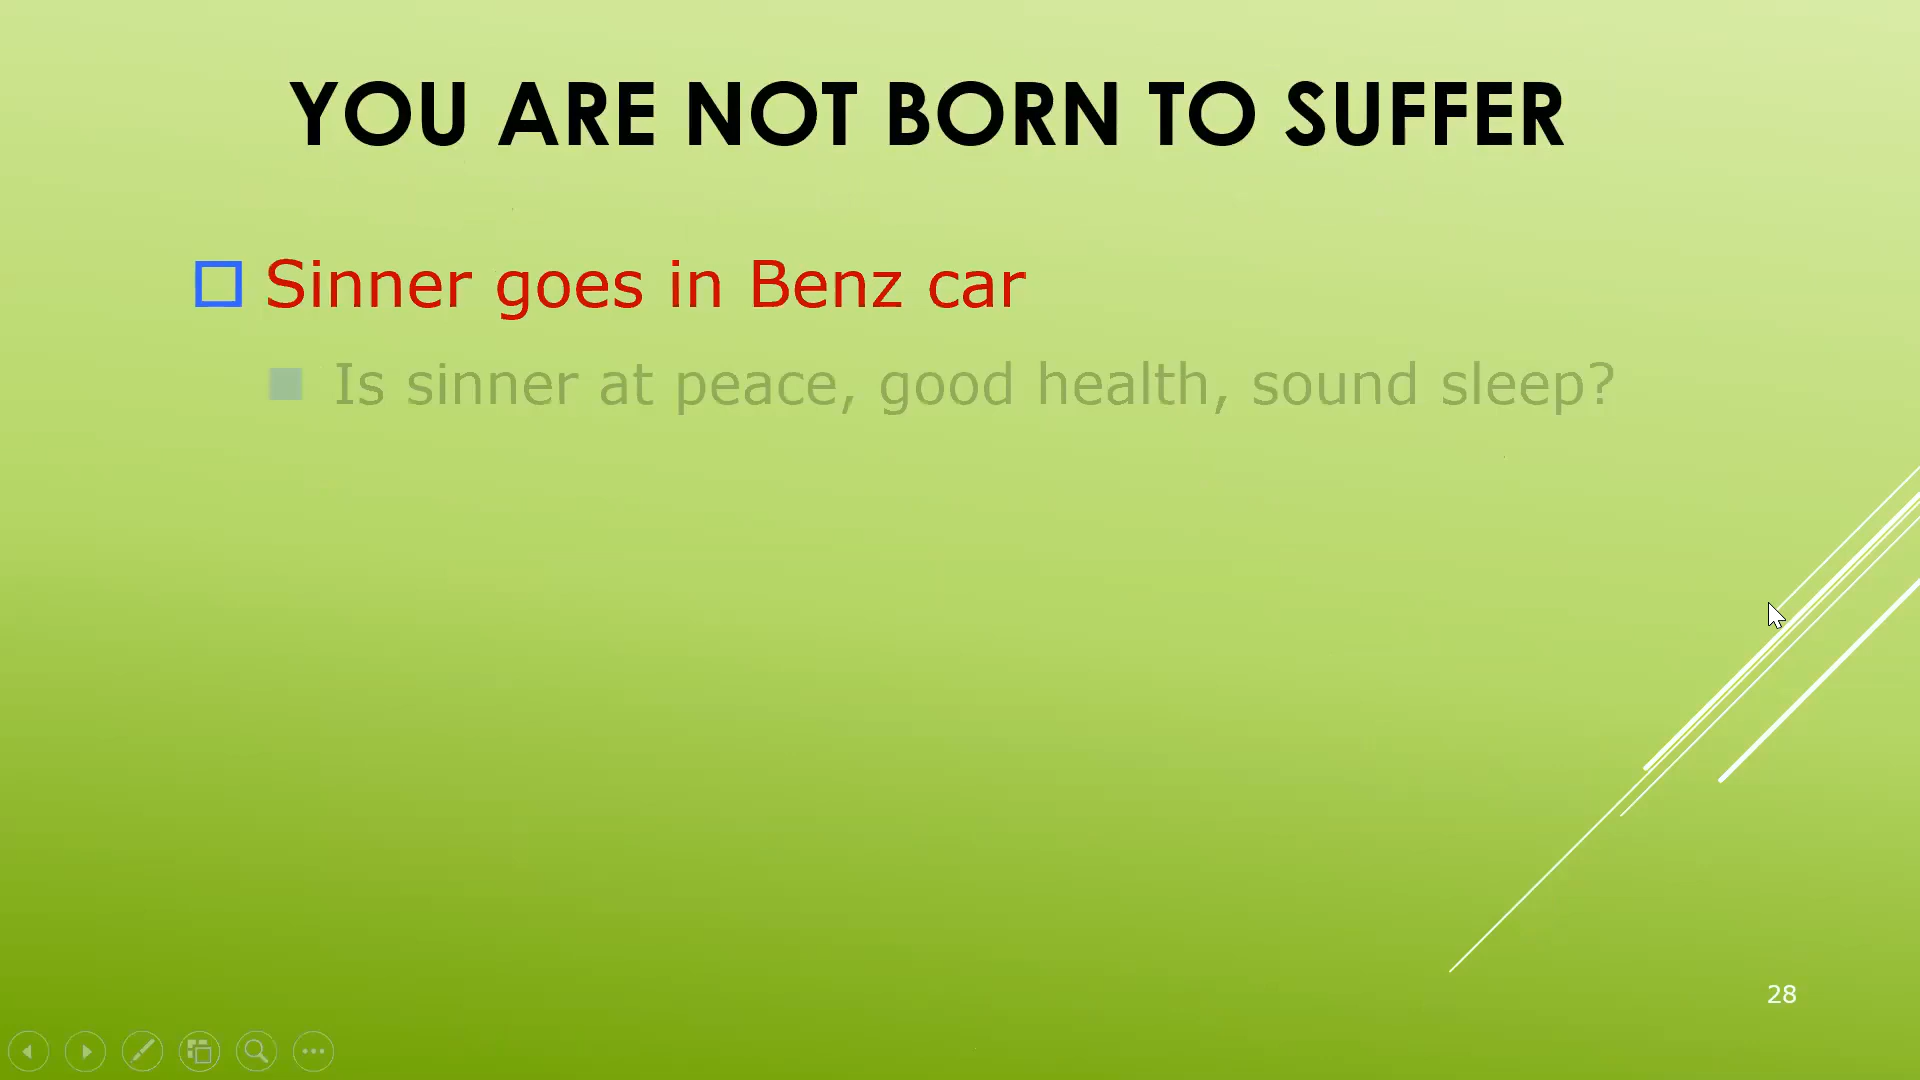 YOU ARE NOT BORN TO SUFFER
Sinner goes in Benz car
Is sinner at peace, good health, sound sleep?
28